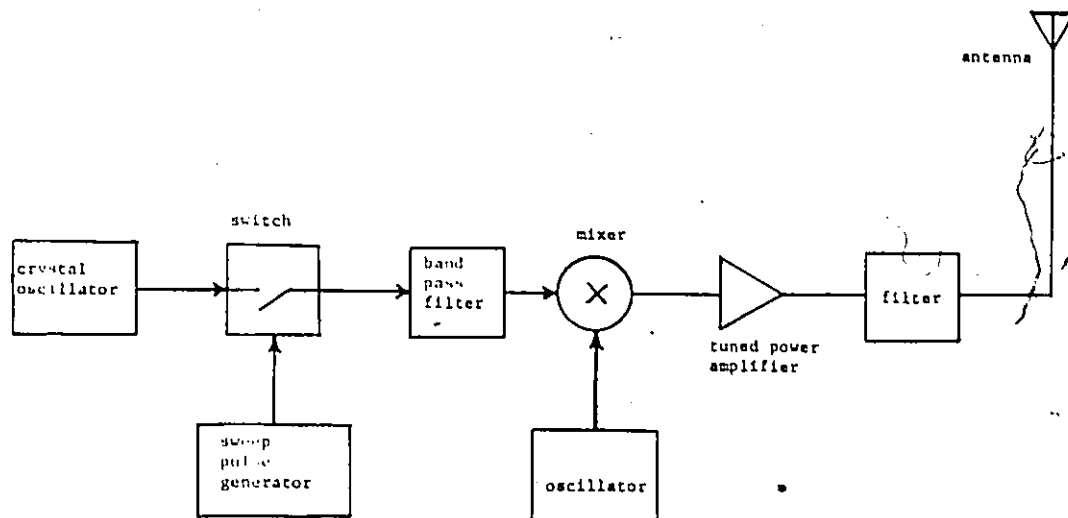 antenna
switch
mixer
crystal
oscillator
band
pass
filter
filter
tuned power
amplifier
sweep
pulse
generator
oscillator